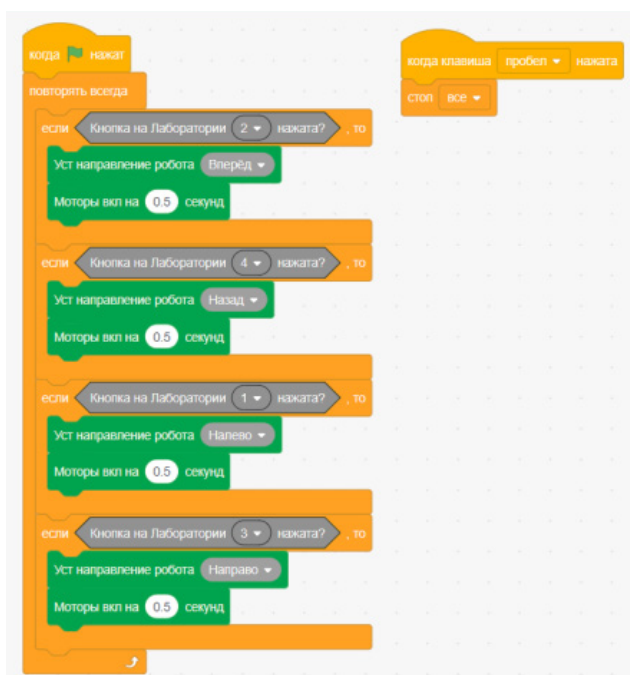 когда нажат
повторять всегда
если Кнопка на Лаборатории 2 нажата? , то
Уст направление робота Вперёд
Моторы вкл на 0.5 секунд
если Кнопка на Лаборатории 4 нажата? , то
Уст направление робота Назад
Моторы вкл на 0.5 секунд
если Кнопка на Лаборатории 1 нажата? , то
Уст направление робота Налево
Моторы вкл на 0.5 секунд
если Кнопка на Лаборатории 3 нажата? , то
Уст направление робота Направо
Моторы вкл на 0.5 секунд
когда клавиша пробел нажата
стоп все